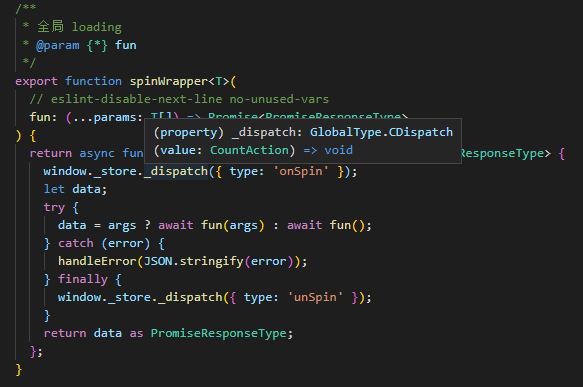 /**
 * 全局 loading
 * @param {*} fun
 */
export function spinWrapper<T>(
  // eslint-disable-next-line no-unused-vars
  fun: (...params: T[]) => Promise<PromiseResponseType>
) {
(property) _dispatch: GlobalType.CDispatch
(value: CountAction) => void
  return async fun ResponseType> {
    window._store._dispatch({ type: 'onSpin' });
    let data;
    try {
      data = args ? await fun(args) : await fun();
    } catch (error) {
      handleError(JSON.stringify(error));
    } finally {
      window._store._dispatch({ type: 'unSpin' });
    }
    return data as PromiseResponseType;
  };
}